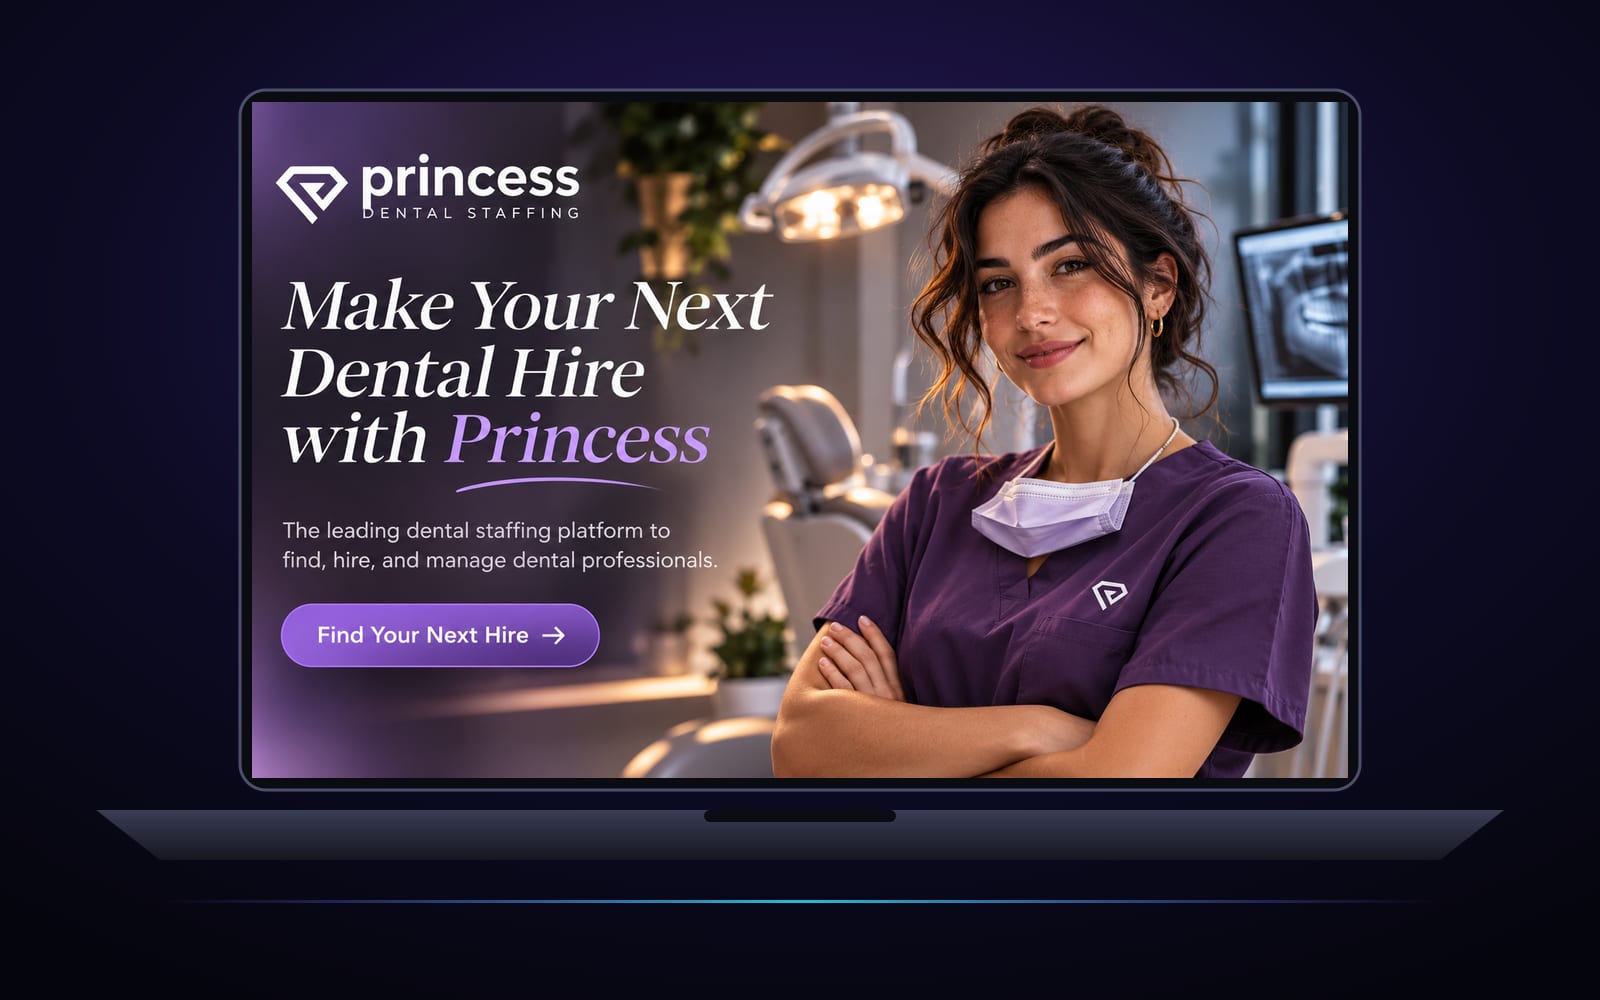 princess
DENTAL STAFFING
Make Your Next
Dental Hire
with Princess
The leading dental staffing platform to
find, hire, and manage dental professionals.
Find Your Next Hire →